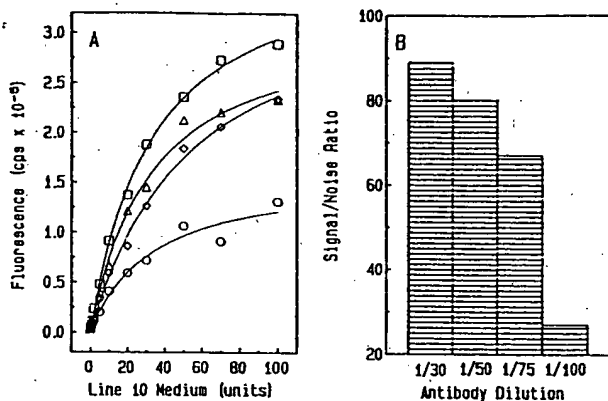 A
3.0
2.5
2.0
1.5
1.0
0.5
0.0
Fluorescence (cps x 10⁻⁵)
0 20 40 60 80 100
Line 10 Medium (units)
B
100
80
60
40
20
Signal/Noise Ratio
1/30 1/50 1/75 1/100
Antibody Dilution